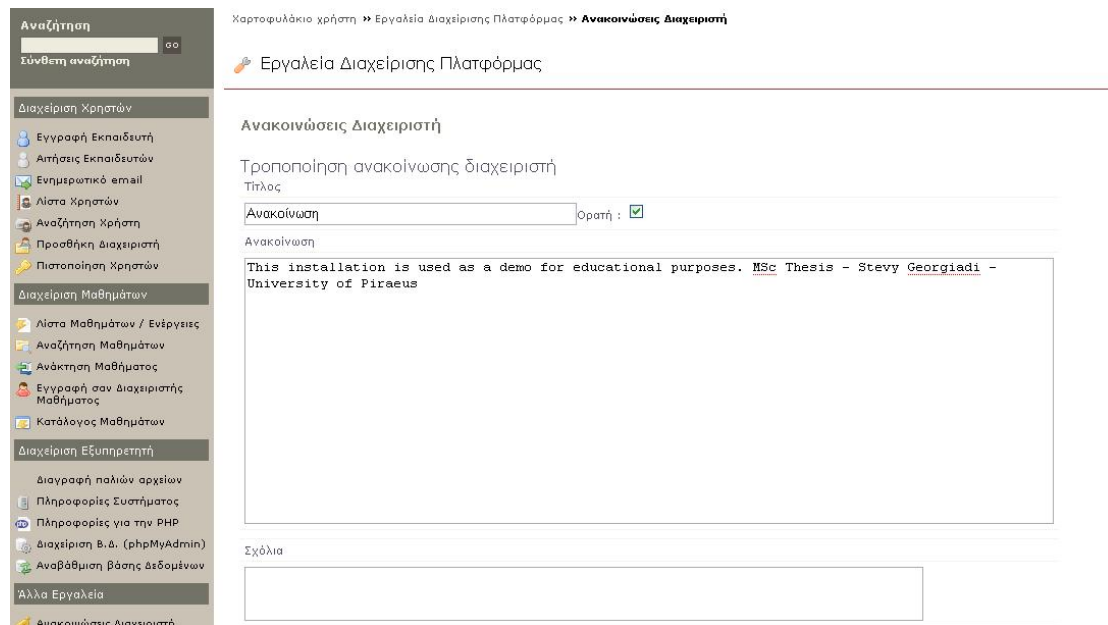 Αναζήτηση
GO
Σύνθετη αναζήτηση
Διαχείριση Χρηστών
Εγγραφή Εκπαιδευτή
Αιτήσεις Εκπαιδευτών
Ενημερωτικό email
Λίστα Χρηστών
Αναζήτηση Χρήστη
Προσθήκη Διαχειριστή
Πιστοποίηση Χρηστών
Διαχείριση Μαθημάτων
Λίστα Μαθημάτων / Ενέργειες
Αναζήτηση Μαθημάτων
Ανάκτηση Μαθήματος
Εγγραφή σαν Διαχειριστής
Μαθήματος
Κατάλογος Μαθημάτων
Διαχείριση Εξυπηρετητή
Διαγραφή παλιών αρχείων
Πληροφορίες Συστήματος
Πληροφορίες για την PHP
Διαχείριση Β.Δ. (phpMyAdmin)
Αναβάθμιση βάσης δεδομένων
Άλλα Εργαλεία
Ανακοινώσεις Διαχειριστή
Χαρτοφυλάκιο χρήστη » Εργαλεία Διαχείρισης Πλατφόρμας » Ανακοινώσεις Διαχειριστή
Εργαλεία Διαχείρισης Πλατφόρμας
Ανακοινώσεις Διαχειριστή
Τροποποίηση ανακοίνωσης διαχειριστή
Τίτλος
Ανακοίνωση Ορατή :
Ανακοίνωση
This installation is used as a demo for educational purposes. MSc Thesis - Stevy Georgiadi -
University of Piraeus
Σχόλια